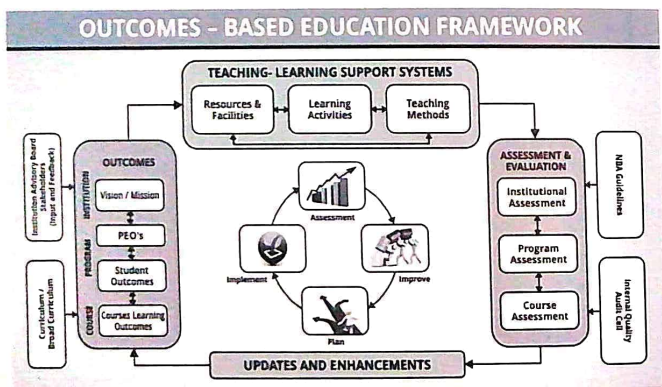 OUTCOMES – BASED EDUCATION FRAMEWORK
TEACHING- LEARNING SUPPORT SYSTEMS
Resources &
Facilities
Learning
Activities
Teaching
Methods
Institution Advisory Board
Stakeholders
(Input and Feedback)
Curriculum /
Broad Curriculum
OUTCOMES
INSTITUTION
Vision / Mission
PROGRAM
PEO's
Student
Outcomes
COURSE
Courses Learning
Outcomes
Assessment
Implement
Improve
Plan
ASSESSMENT &
EVALUATION
Institutional
Assessment
Program
Assessment
Course
Assessment
NBA Guidelines
Internal Quality
Audit Cell
UPDATES AND ENHANCEMENTS